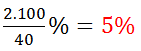 2.100/40 % = 5%